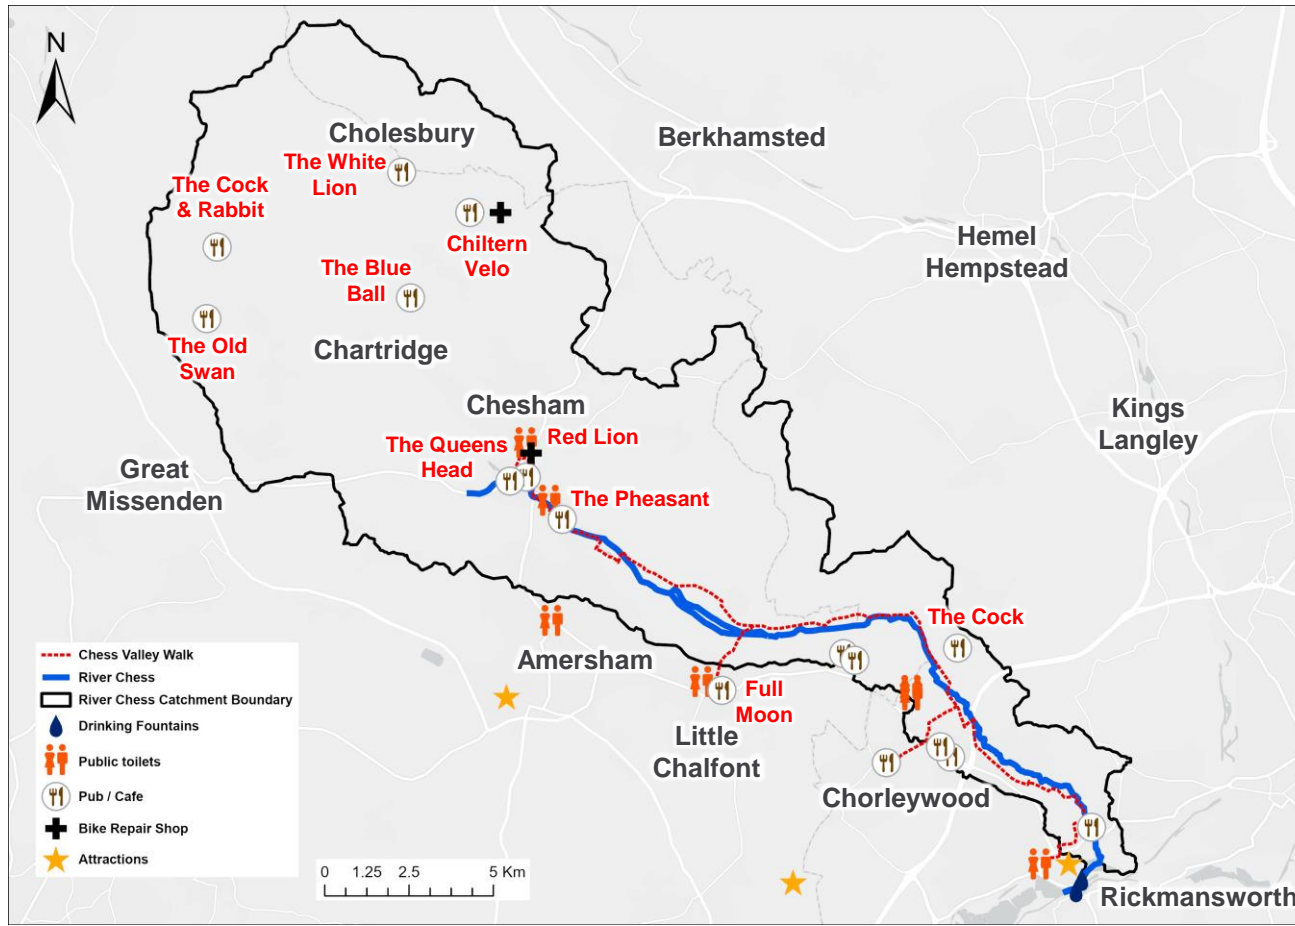 N
Cholesbury
Berkhamsted
The White
Lion
The Cock
& Rabbit
Hemel
Hempstead
Chiltern
Velo
The Blue
Ball
The Old
Swan
Chartridge
Kings
Langley
Chesham
The Queens
Head
Red Lion
Great
Missenden
The Pheasant
The Cock
Amersham
Full
Moon
Little
Chalfont
Chorleywood
Rickmansworth
Chess Valley Walk
River Chess
River Chess Catchment Boundary
Drinking Fountains
Public toilets
Pub / Cafe
Bike Repair Shop
Attractions
0 1.25 2.5 5 Km